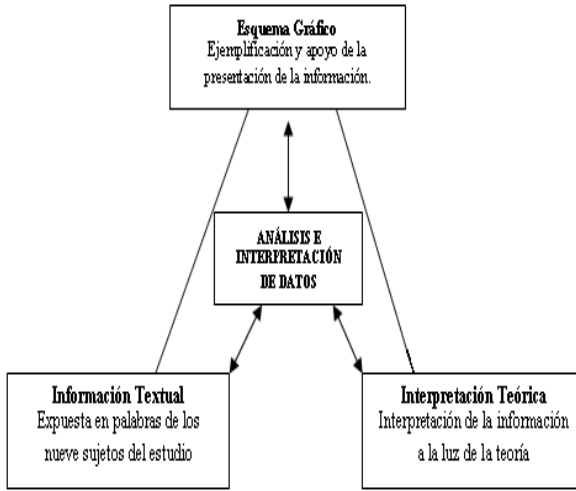 Esquema Gráfico
Ejemplificación y apoyo de la
presentación de la información.
ANÁLISIS E
INTERPRETACIÓN
DE DATOS
Información Textual
Expuesta en palabras de los
nueve sujetos del estudio
Interpretación Teórica
Interpretación de la información
a la luz de la teoría